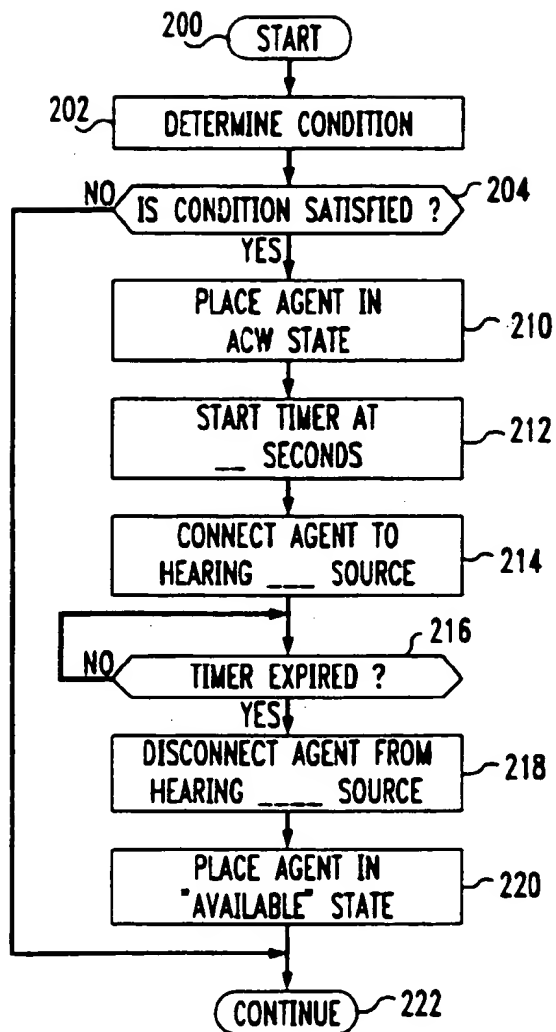 200
START
202
DETERMINE CONDITION
204
NO
IS CONDITION SATISFIED ?
YES
PLACE AGENT IN
ACW STATE
210
START TIMER AT
__ SECONDS
212
CONNECT AGENT TO
HEARING ___ SOURCE
214
216
NO
TIMER EXPIRED ?
YES
DISCONNECT AGENT FROM
HEARING ____ SOURCE
218
PLACE AGENT IN
"AVAILABLE" STATE
220
CONTINUE
222